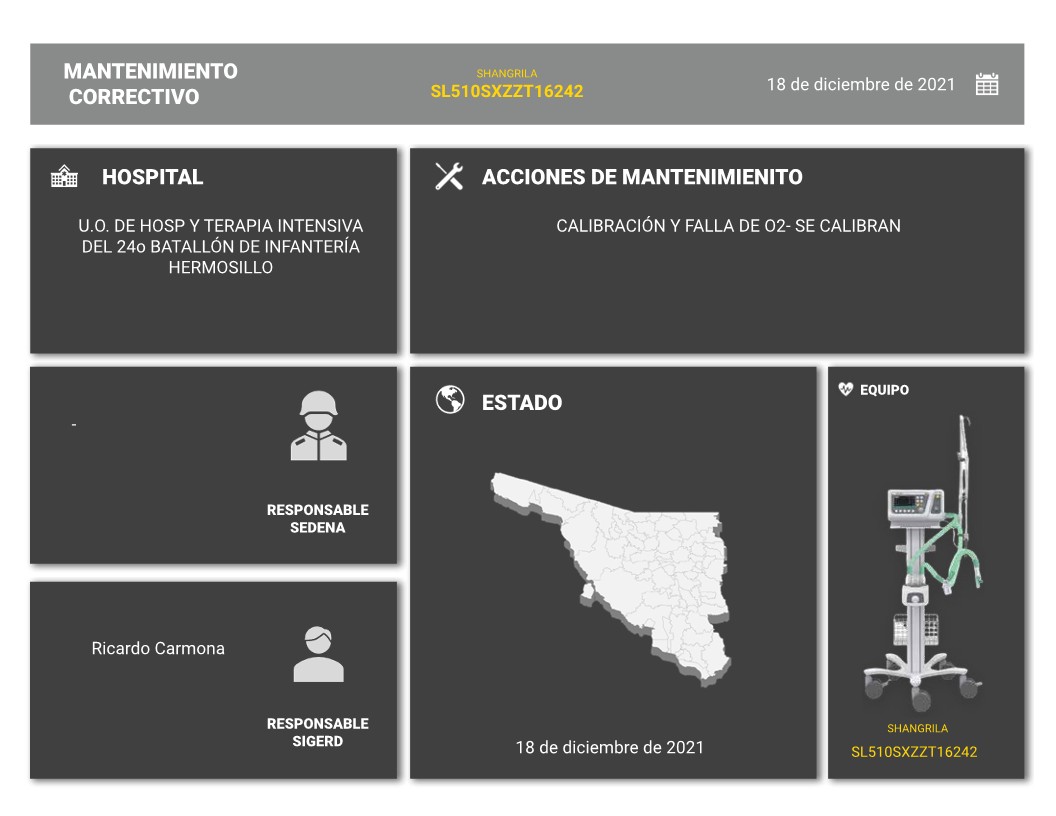 MANTENIMIENTO
CORRECTIVO
SHANGRILA
SL510SXZZT16242
18 de diciembre de 2021
HOSPITAL
U.O. DE HOSP Y TERAPIA INTENSIVA
DEL 24o BATALLÓN DE INFANTERÍA
HERMOSILLO
ACCIONES DE MANTENIMIENITO
CALIBRACIÓN Y FALLA DE O2- SE CALIBRAN
-
RESPONSABLE
SEDENA
Ricardo Carmona
RESPONSABLE
SIGERD
ESTADO
18 de diciembre de 2021
EQUIPO
SHANGRILA
SL510SXZZT16242